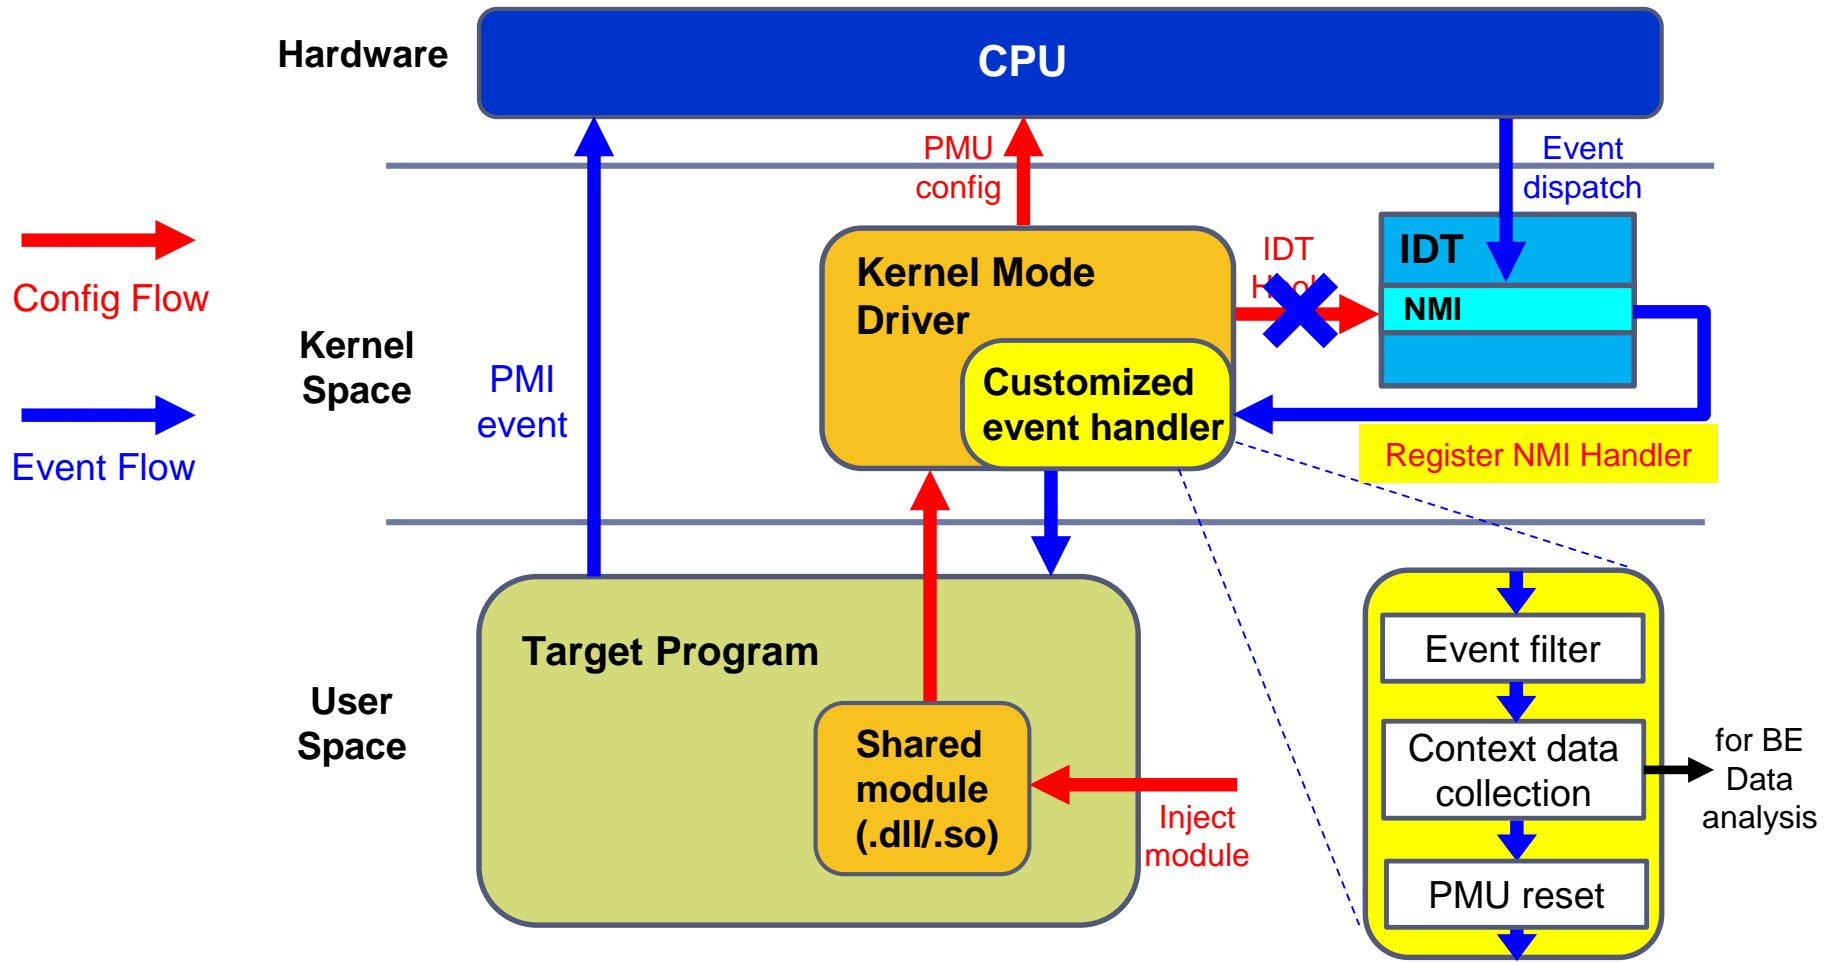 Hardware
CPU
PMU
config
Event
dispatch
Config Flow
Event Flow
Kernel
Space
PMI
event
Kernel Mode
Driver
Customized
event handler
IDT
IDT
NMI
Register NMI Handler
User
Space
Target Program
Shared
module
(.dll/.so)
Inject
module
Event filter
Context data
collection
PMU reset
for BE
Data
analysis